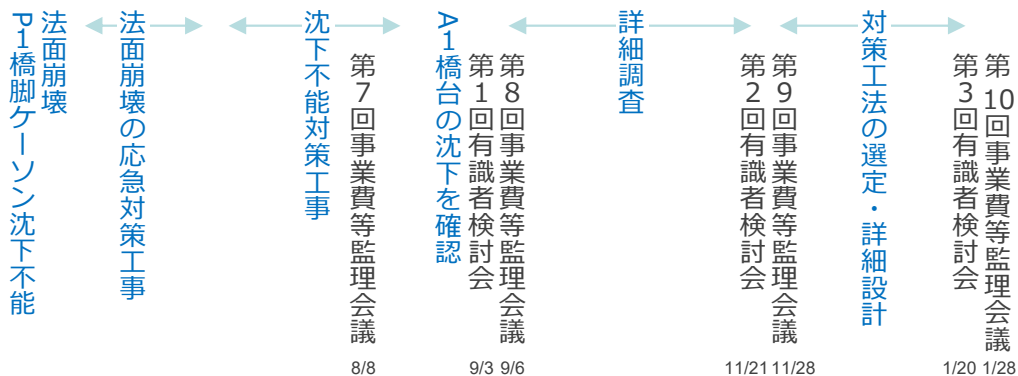 法面崩壊
P1橋脚ケーソン沈下不能
法面崩壊の応急対策工事
沈下不能対策工事
第7回事業費等監理会議
8/8
A1橋台の沈下を確認
第1回有識者検討会
9/3
第8回事業費等監理会議
9/6
詳細調査
第2回有識者検討会
11/21
第9回事業費等監理会議
11/28
対策工法の選定・詳細設計
第3回有識者検討会
1/20
第10回事業費等監理会議
1/28